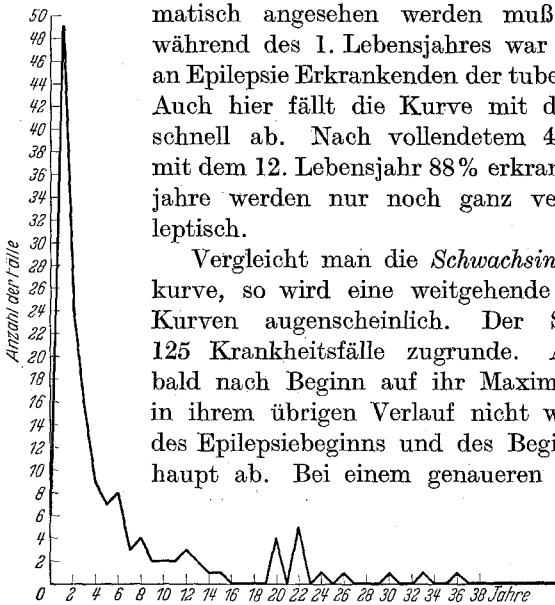 matisch angesehen werden muß
während des 1. Lebensjahres war
an Epilepsie Erkrankenden der tube
Auch hier fällt die Kurve mit d
schnell ab. Nach vollendetem 4
mit dem 12. Lebensjahr 88% erkran
jahre werden nur noch ganz ve
leptisch.
Vergleicht man die Schwachsin
kurve, so wird eine weitgehende
Kurven augenscheinlich. Der S
125 Krankheitsfälle zugrunde. A
bald nach Beginn auf ihr Maxim
in ihrem übrigen Verlauf nicht w
des Epilepsiebeginns und des Begi
haupt ab. Bei einem genaueren
Anzahl der Fälle
50
48
46
44
42
40
38
36
34
32
30
28
26
24
22
20
18
16
14
12
10
8
6
4
2
0 2 4 6 8 10 12 14 16 18 20 22 24 26 28 30 32 34 36 38 Jahre